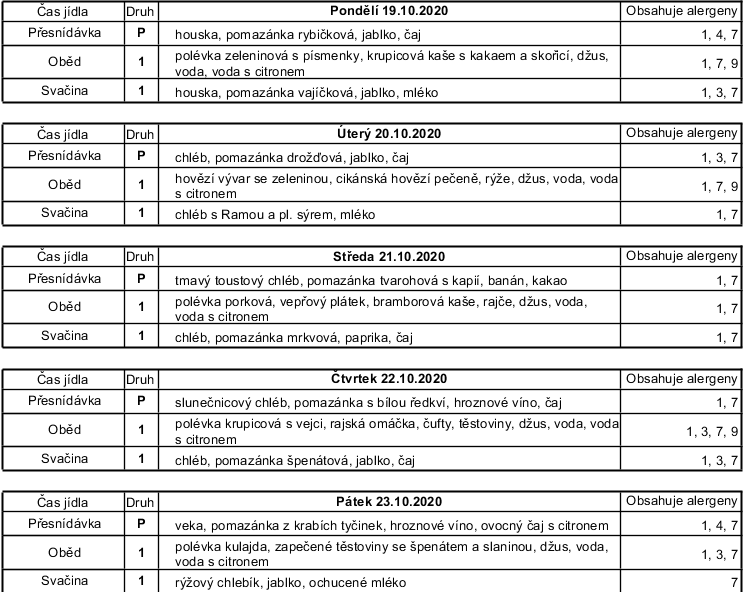 Čas jídla Druh Pondělí 19.10.2020 Obsahuje alergeny
Přesnídávka P houska, pomazánka rybičková, jablko, čaj 1, 4, 7
Oběd 1 polévka zeleninová s písmenky, krupicová kaše s kakaem a skořicí, džus,
voda, voda s citronem 1, 7, 9
Svačina 1 houska, pomazánka vajíčková, jablko, mléko 1, 3, 7
Čas jídla Druh Úterý 20.10.2020 Obsahuje alergeny
Přesnídávka P chléb, pomazánka drožďová, jablko, čaj 1, 3, 7
Oběd 1 hovězí vývar se zeleninou, cikánská hovězí pečeně, rýže, džus, voda, voda
s citronem 1, 7, 9
Svačina 1 chléb s Ramou a pl. sýrem, mléko 1, 7
Čas jídla Druh Středa 21.10.2020 Obsahuje alergeny
Přesnídávka P tmavý toustový chléb, pomazánka tvarohová s kapií, banán, kakao 1, 7
Oběd 1 polévka porková, vepřový plátek, bramborová kaše, rajče, džus, voda,
voda s citronem 1, 7
Svačina 1 chléb, pomazánka mrkvová, paprika, čaj 1, 7
Čas jídla Druh Čtvrtek 22.10.2020 Obsahuje alergeny
Přesnídávka P slunečnicový chléb, pomazánka s bílou ředkví, hroznové víno, čaj 1, 7
Oběd 1 polévka krupicová s vejci, rajská omáčka, čufty, těstoviny, džus, voda, voda
s citronem 1, 3, 7, 9
Svačina 1 chléb, pomazánka špenátová, jablko, čaj 1, 3, 7
Čas jídla Druh Pátek 23.10.2020 Obsahuje alergeny
Přesnídávka P veka, pomazánka z krabích tyčinek, hroznové víno, ovocný čaj s citronem 1, 4, 7
Oběd 1 polévka kulajda, zapečené těstoviny se špenátem a slaninou, džus, voda,
voda s citronem 1, 3, 7
Svačina 1 rýžový chlebík, jablko, ochucené mléko 7